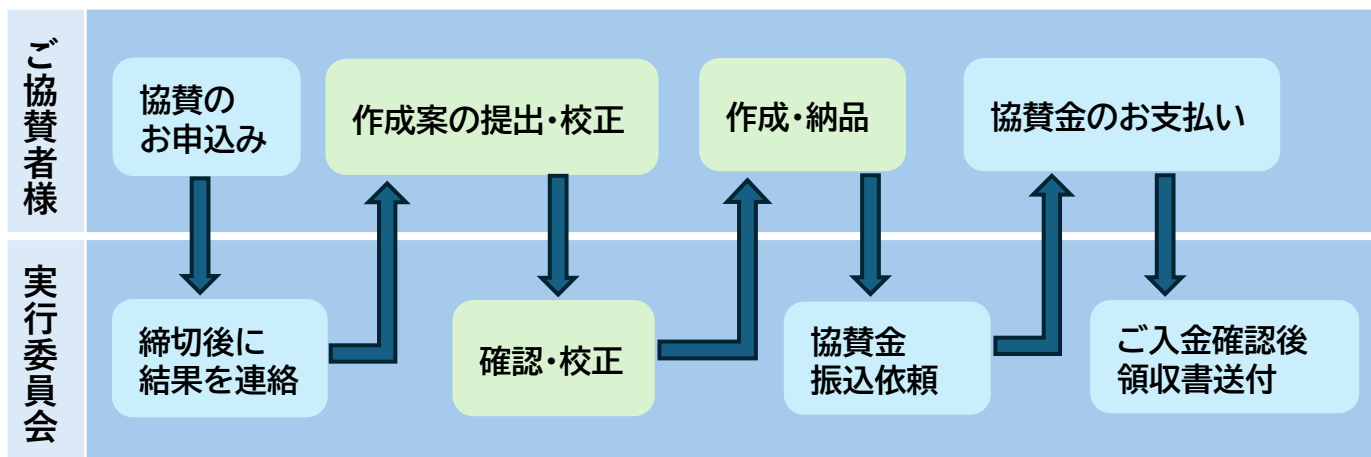 ご協賛者様
協賛の
お申込み
作成案の提出・校正
作成・納品
協賛金のお支払い
実行委員会
締切後に
結果を連絡
確認・校正
協賛金
振込依頼
ご入金確認後
領収書送付